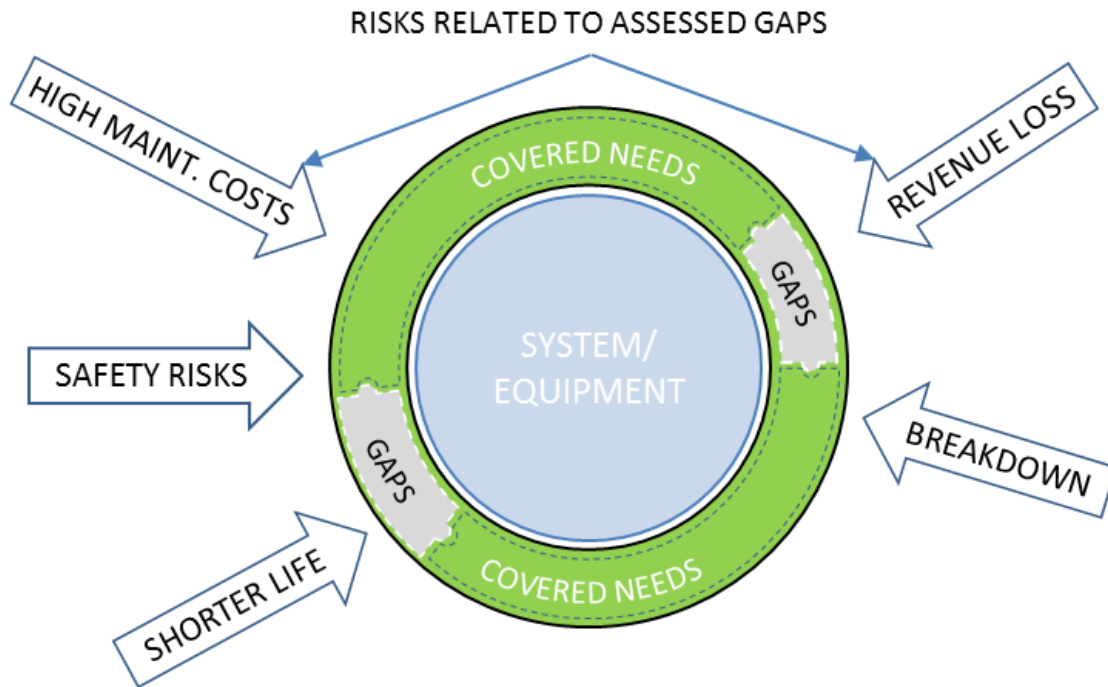 RISKS RELATED TO ASSESSED GAPS
HIGH MAINT. COSTS
REVENUE LOSS
COVERED NEEDS
GAPS
SYSTEM/
EQUIPMENT
SAFETY RISKS
BREAKDOWN
GAPS
SHORTER LIFE
COVERED NEEDS